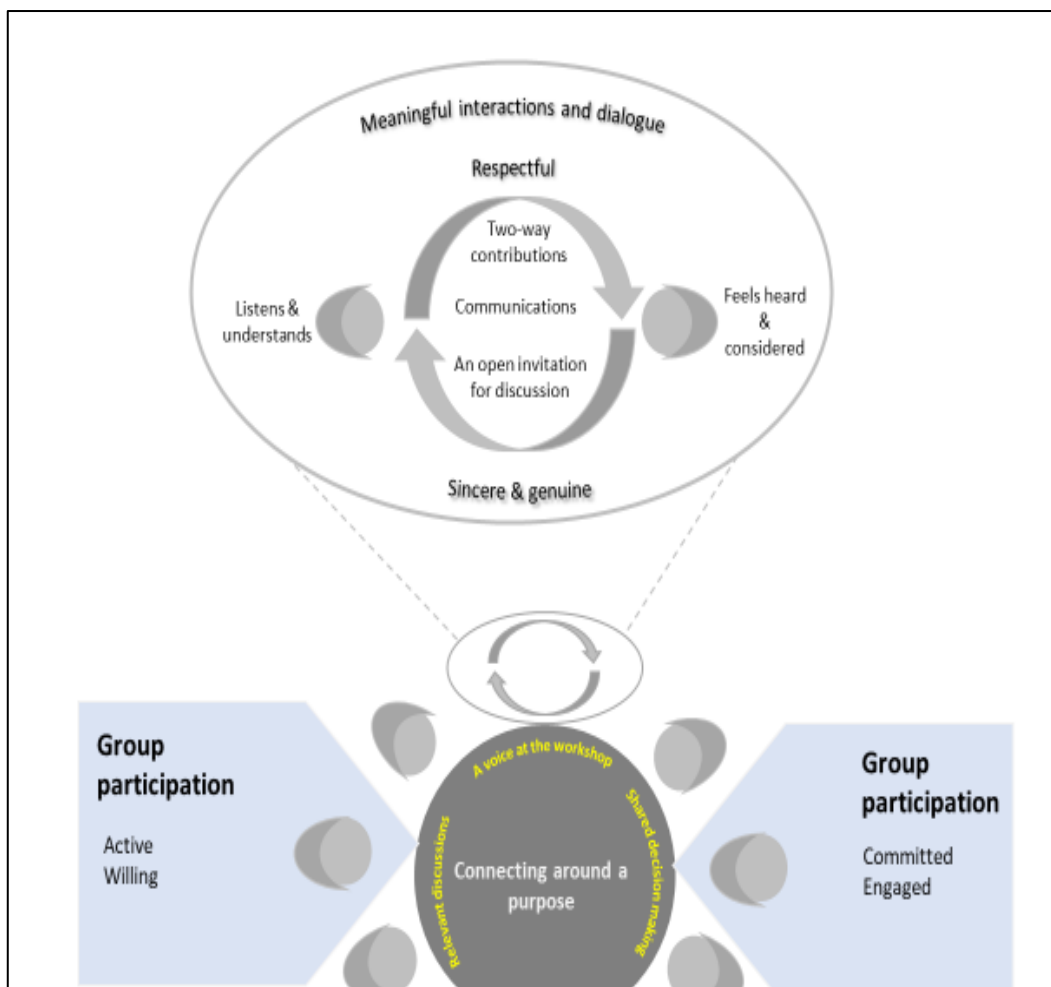 Meaningful interactions and dialogue
Respectful
Two-way
contributions
Listens &
understands
Communications
Feels heard
&
considered
An open invitation
for discussion
Sincere & genuine
Group
participation
Active
Willing
A voice at the workshop
Relevant discussions
Shared decision making
Connecting around a
purpose
Group
participation
Committed
Engaged